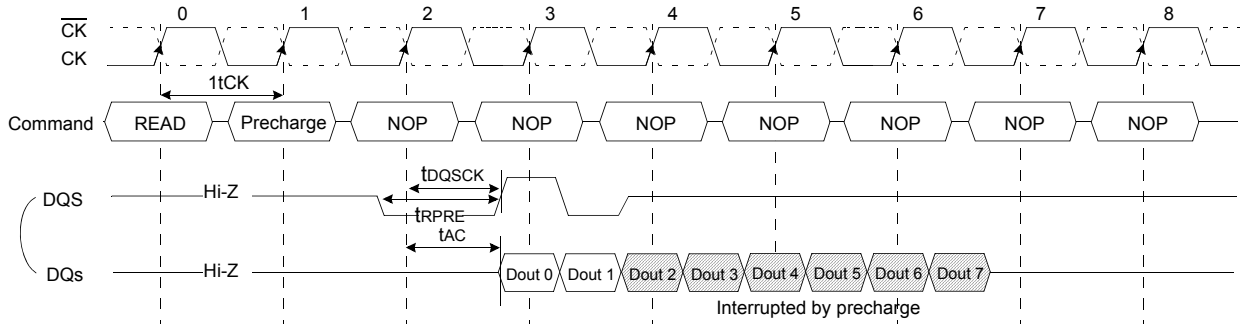 0 1 2 3 4 5 6 7 8
CK
CK
1tCK
Command READ Precharge NOP NOP NOP NOP NOP NOP NOP
tDQSCK
DQS Hi-Z
tRPRE
tAC
DQs Hi-Z Dout 0 Dout 1 Dout 2 Dout 3 Dout 4 Dout 5 Dout 6 Dout 7
Interrupted by precharge